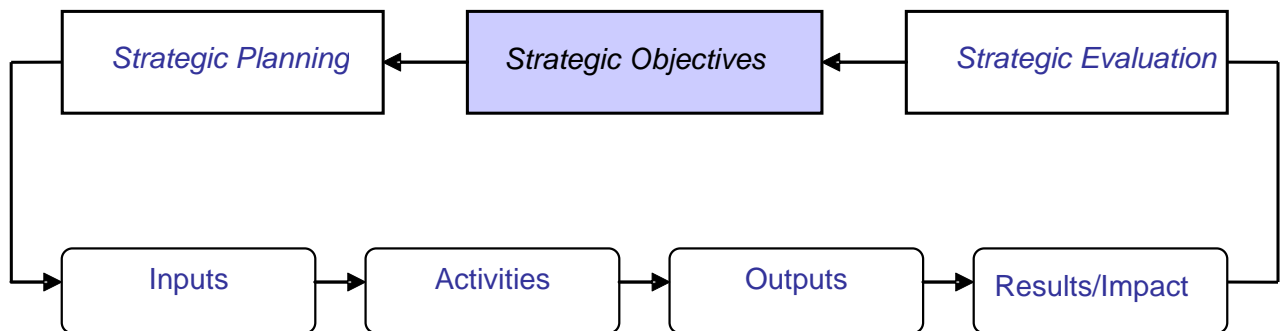 Strategic Planning
Strategic Objectives
Strategic Evaluation
Inputs
Activities
Outputs
Results/Impact